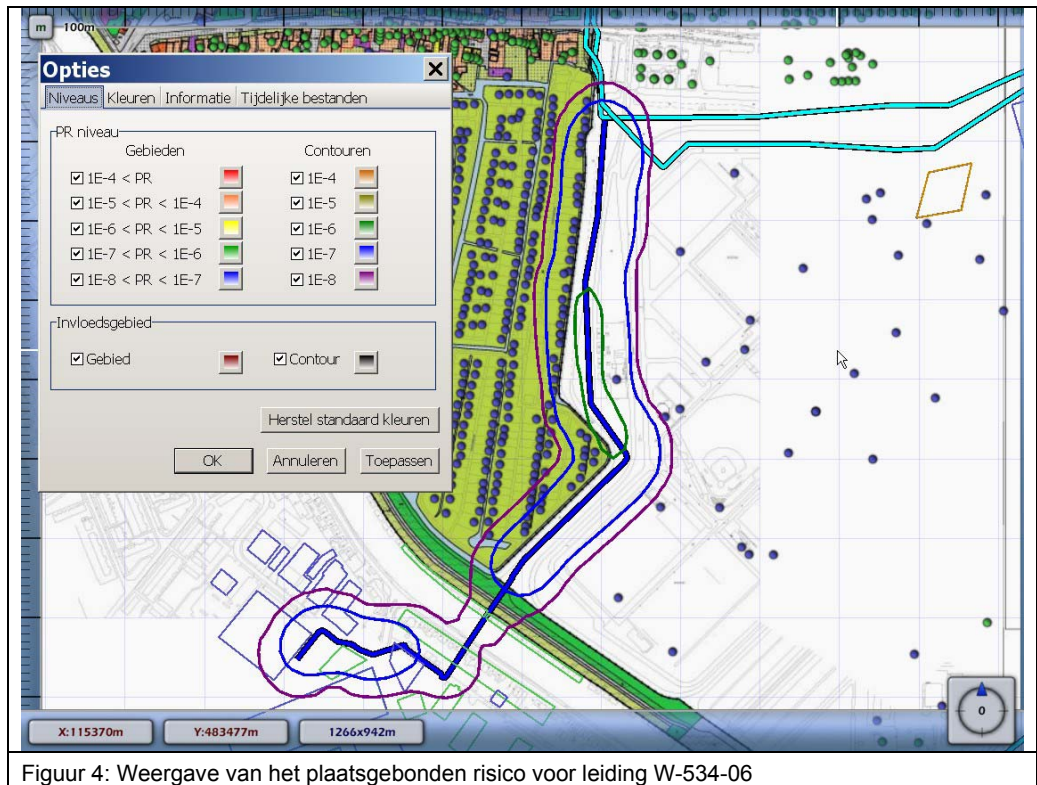 m
100m
Opties
Niveaus Kleuren Informatie Tijdelijke bestanden
PR niveau
Gebieden Contouren
1E-4 < PR 1E-4
1E-5 < PR < 1E-4 1E-5
1E-6 < PR < 1E-5 1E-6
1E-7 < PR < 1E-6 1E-7
1E-8 < PR < 1E-7 1E-8
Invloedsgebied
Gebied Contour
Herstel standaard kleuren
OK Annuleren Toepassen
X:115370m Y:483477m 1266x942m
0
Figuur 4: Weergave van het plaatsgebonden risico voor leiding W-534-06